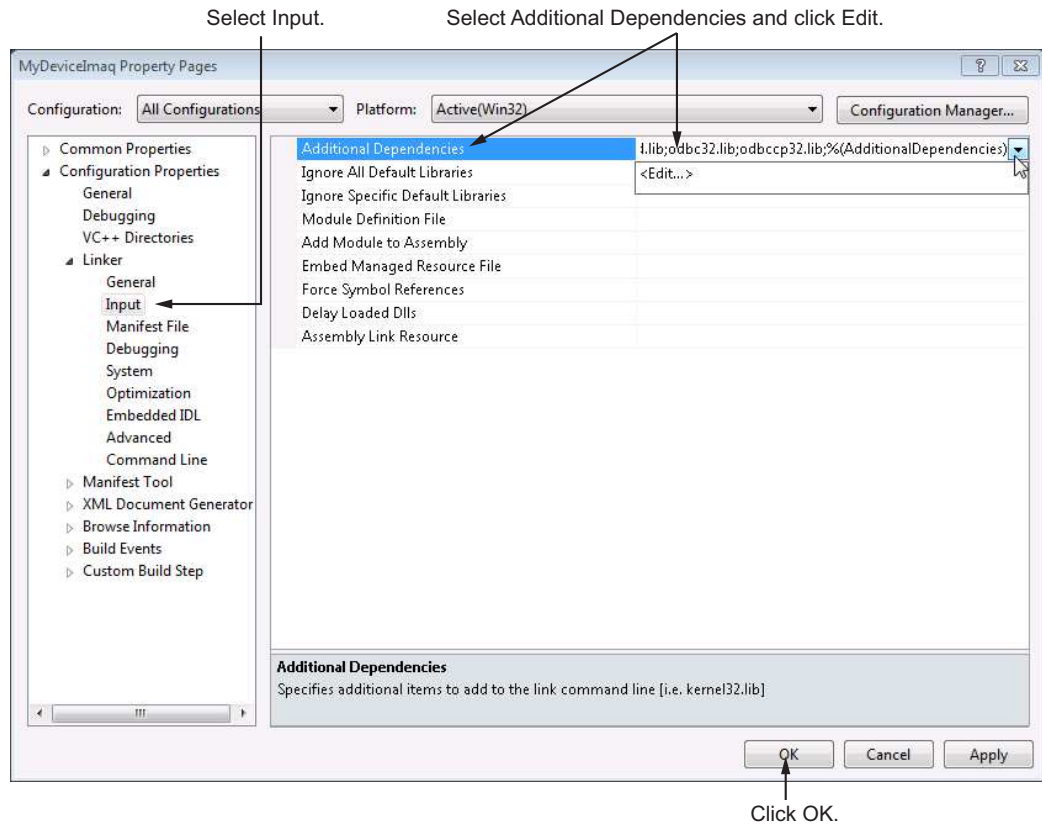 Select Input.
Select Additional Dependencies and click Edit.
MyDeviceImaq Property Pages
Configuration: All Configurations Platform: Active(Win32) Configuration Manager...
Common Properties
Configuration Properties
General
Debugging
VC++ Directories
Linker
General
Input
Manifest File
Debugging
System
Optimization
Embedded IDL
Advanced
Command Line
Manifest Tool
XML Document Generator
Browse Information
Build Events
Custom Build Step
Additional Dependencies .lib;odbc32.lib;odbccp32.lib;%(AdditionalDependencies)
Ignore All Default Libraries <Edit...>
Ignore Specific Default Libraries
Module Definition File
Add Module to Assembly
Embed Managed Resource File
Force Symbol References
Delay Loaded Dlls
Assembly Link Resource
Additional Dependencies
Specifies additional items to add to the link command line [i.e. kernel32.lib]
OK Cancel Apply
Click OK.